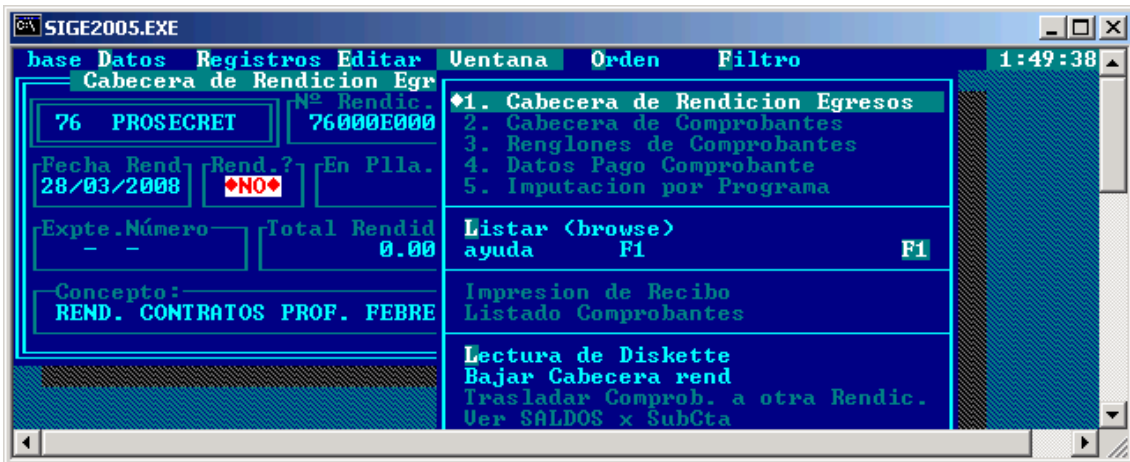 SIGE2005.EXE
base Datos Registros Editar Ventana Orden Filtro 1:49:38
Cabecera de Rendicion Egr
Nº Rendic.
76 PROSECRET 76000E000
Fecha Rend Rend.? En Plla.
28/03/2008 ♦NO♦
Expte.Número Total Rendid
- - 0.00
Concepto:
REND. CONTRATOS PROF. FEBRE
♦1. Cabecera de Rendicion Egresos
2. Cabecera de Comprobantes
3. Renglones de Comprobantes
4. Datos Pago Comprobante
5. Imputacion por Programa
Listar (browse)
ayuda F1 F1
Impresion de Recibo
Listado Comprobantes
Lectura de Diskette
Bajar Cabecera rend
Trasladar Comprob. a otra Rendic.
Ver SALDOS x SubCta